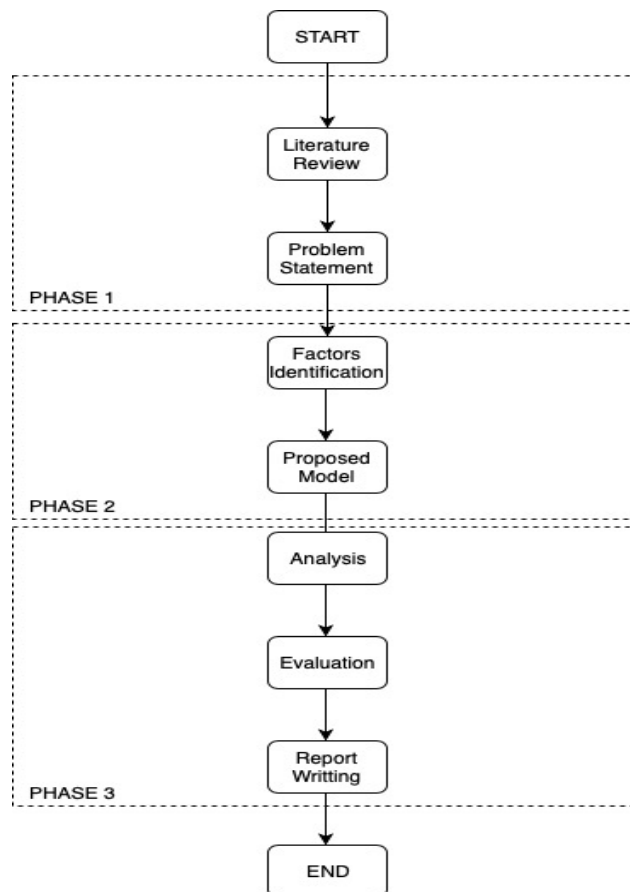 START
Literature
Review
Problem
Statement
PHASE 1
Factors
Identification
Proposed
Model
PHASE 2
Analysis
Evaluation
Report
Writting
PHASE 3
END